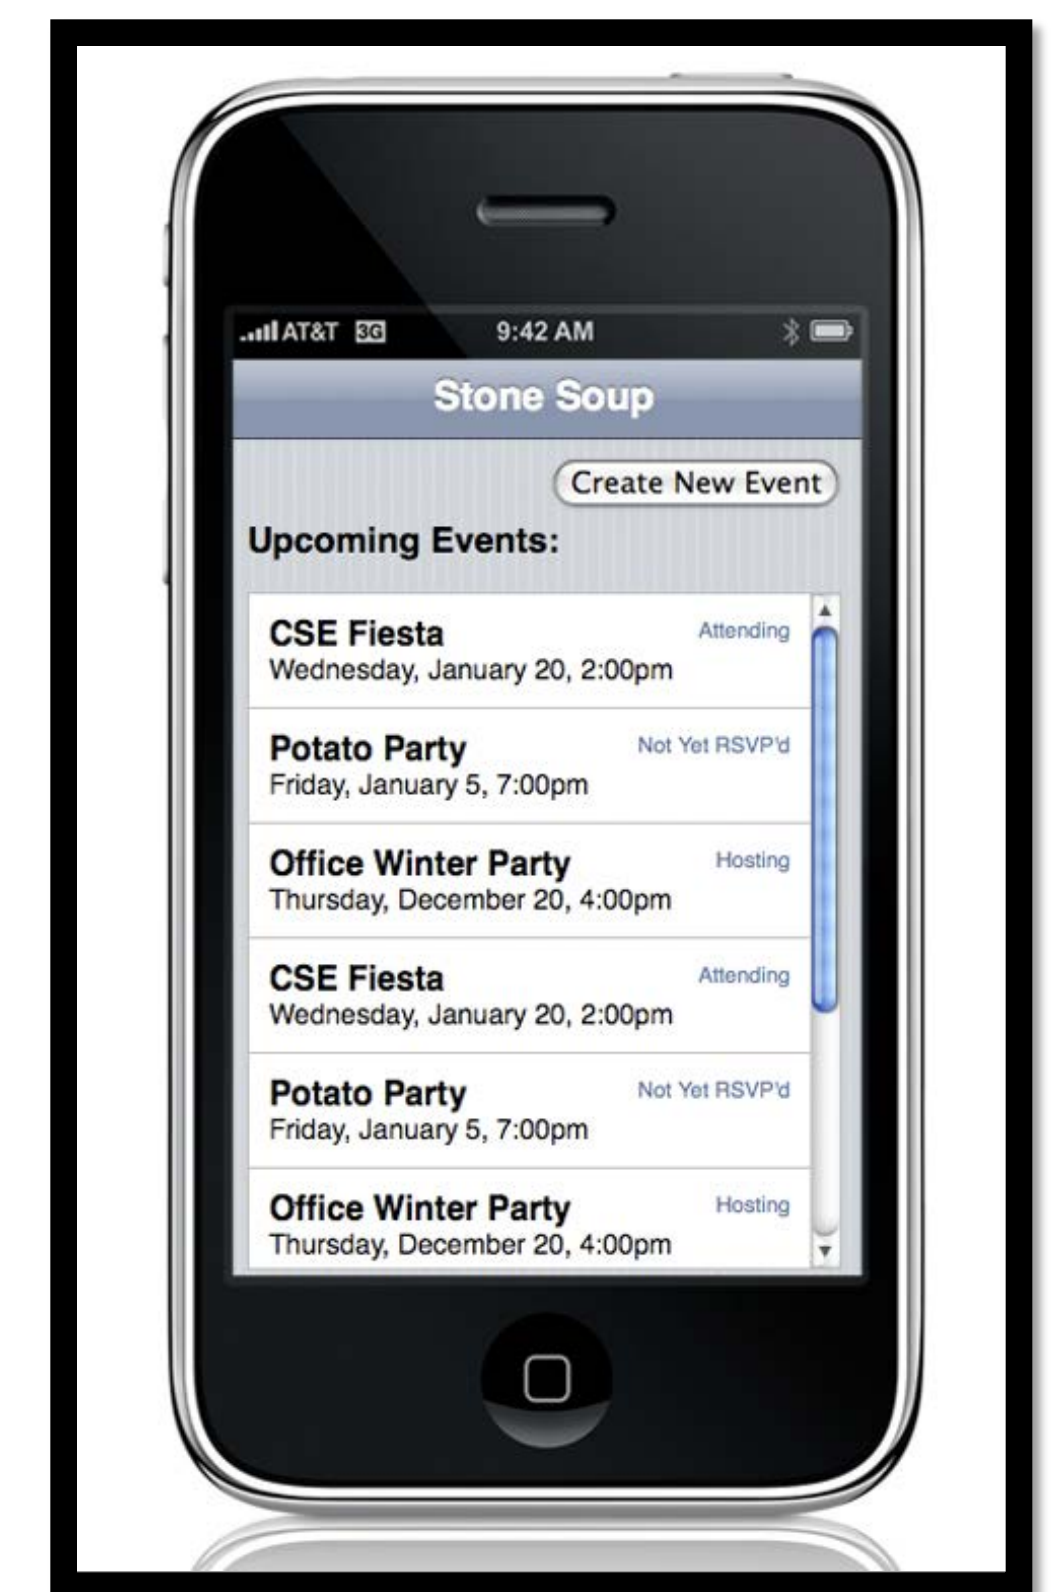 AT&T 3G 9:42 AM
Stone Soup
Create New Event
Upcoming Events:
CSE Fiesta Attending
Wednesday, January 20, 2:00pm
Potato Party Not Yet RSVP'd
Friday, January 5, 7:00pm
Office Winter Party Hosting
Thursday, December 20, 4:00pm
CSE Fiesta Attending
Wednesday, January 20, 2:00pm
Potato Party Not Yet RSVP'd
Friday, January 5, 7:00pm
Office Winter Party Hosting
Thursday, December 20, 4:00pm